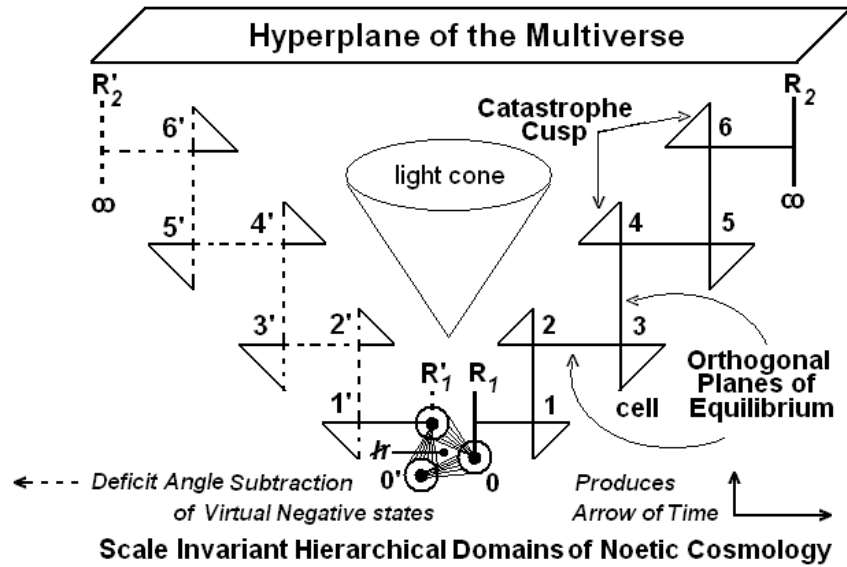 Hyperplane of the Multiverse
R'2
R2
6'
Catastrophe
Cusp
6
∞
light cone
∞
5'
4'
4
5
3'
2'
2
3
R'1
R1
Orthogonal
Planes of
Equilibrium
1'
1
cell
ħ
0'
0
Deficit Angle Subtraction
of Virtual Negative states
Produces
Arrow of Time
Scale Invariant Hierarchical Domains of Noetic Cosmology